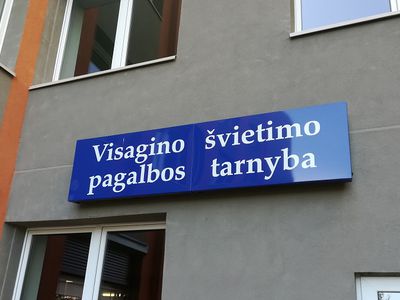 Visagino švietimo
pagalbos tarnyba